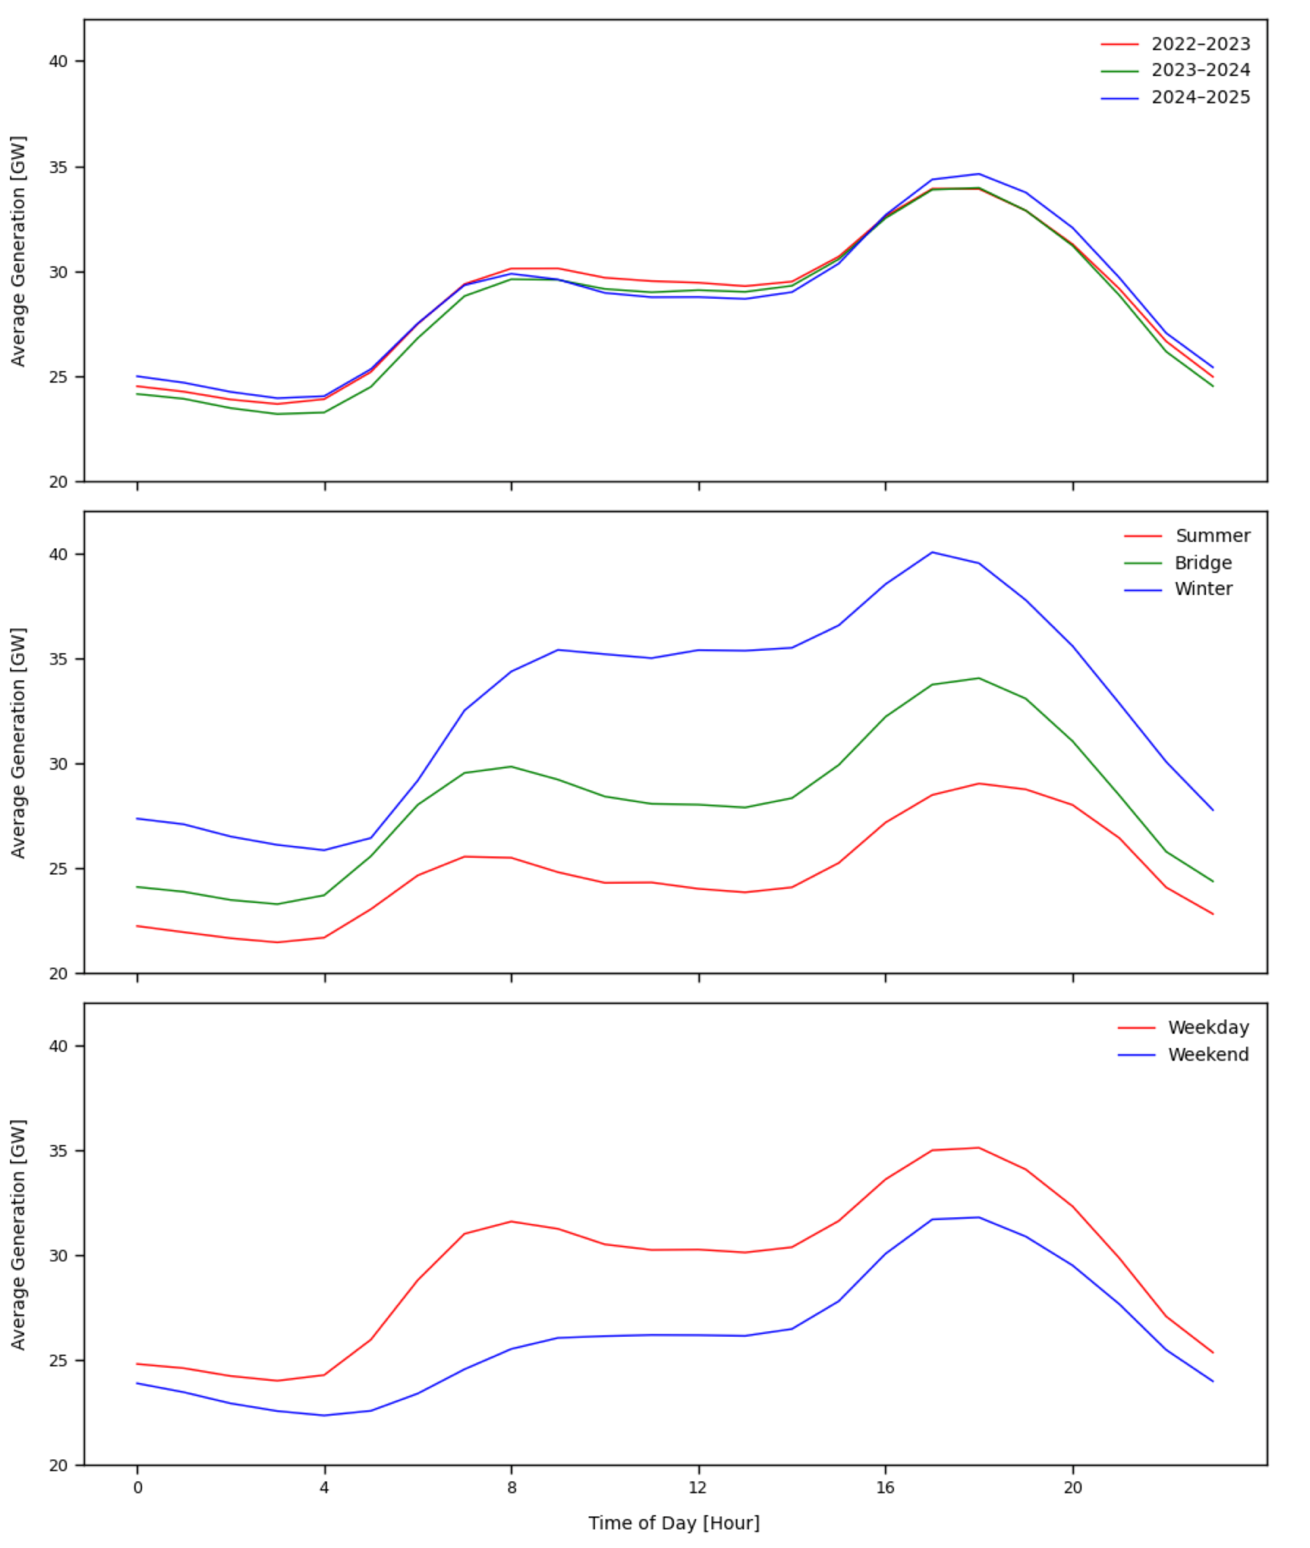 Average Generation [GW]
40
35
30
25
20
2022–2023
2023–2024
2024–2025
Average Generation [GW]
40
35
30
25
20
Summer
Bridge
Winter
Average Generation [GW]
40
35
30
25
20
Weekday
Weekend
0 4 8 12 16 20
Time of Day [Hour]